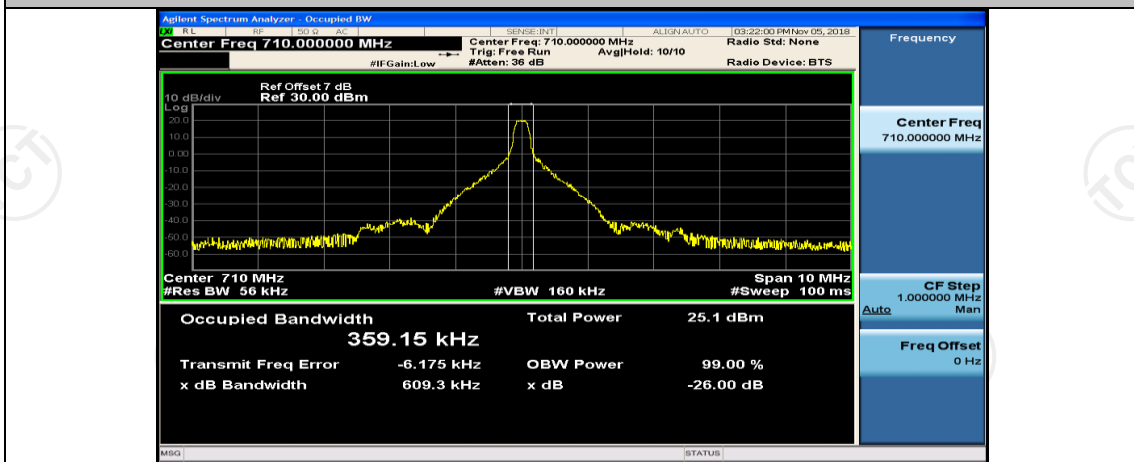 Agilent Spectrum Analyzer - Occupied BW
LXI RL RF 50 Ω AC SENSE:INT ALIGN AUTO 03:22:00 PM Nov 05, 2018
Center Freq 710.000000 MHz Center Freq: 710.000000 MHz Radio Std: None
Trig: Free Run Avg|Hold: 10/10
#IFGain:Low #Atten: 36 dB Radio Device: BTS
Frequency
Ref Offset 7 dB
10 dB/div Ref 30.00 dBm
Log
20.0
10.0
0.00
-10.0
-20.0
-30.0
-40.0
-50.0
-60.0
Center 710 MHz Span 10 MHz
#Res BW 56 kHz #VBW 160 kHz #Sweep 100 ms
Occupied Bandwidth Total Power 25.1 dBm
359.15 kHz
Transmit Freq Error -6.175 kHz OBW Power 99.00 %
x dB Bandwidth 609.3 kHz x dB -26.00 dB
Center Freq
710.000000 MHz
CF Step
1.000000 MHz
Auto Man
Freq Offset
0 Hz
MSG STATUS